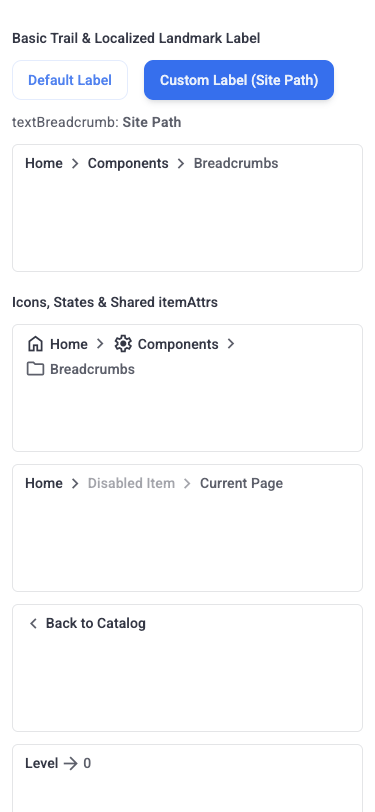 Basic Trail & Localized Landmark Label
Default Label Custom Label (Site Path)
textBreadcrumb: Site Path
Home Components Breadcrumbs
Icons, States & Shared itemAttrs
Home Components
Breadcrumbs
Home Disabled Item Current Page
Back to Catalog
Level 0